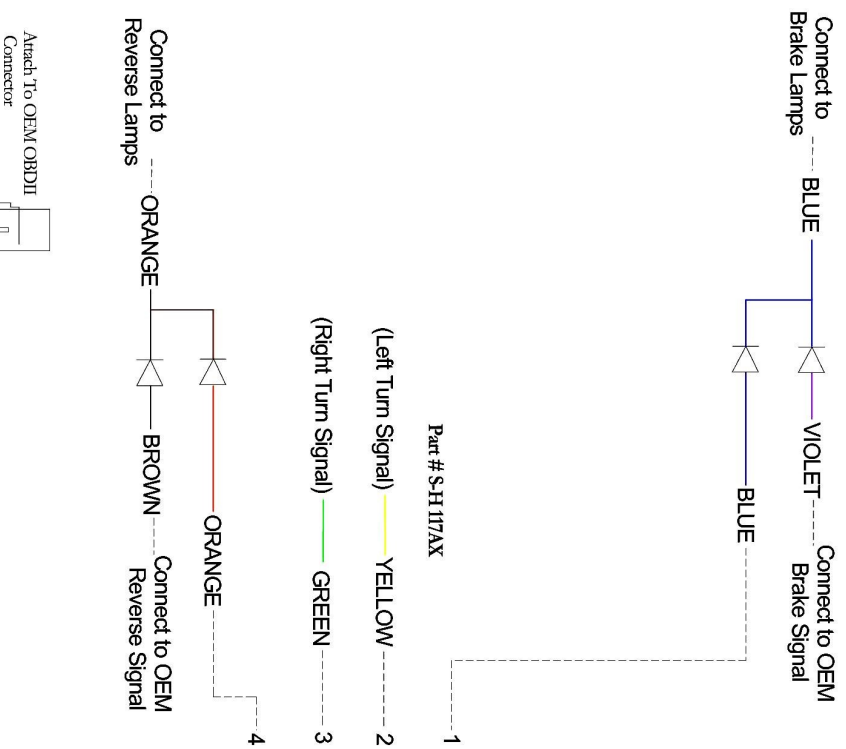 Connect to
Brake Lamps
BLUE
VIOLET
Connect to OEM
Brake Signal
BLUE
1
Part # S-H 117AX
(Left Turn Signal) YELLOW 2
(Right Turn Signal) GREEN 3
4
ORANGE
Connect to
Reverse Lamps
ORANGE
BROWN
Connect to OEM
Reverse Signal
Attach To OEM OBDII
Connector